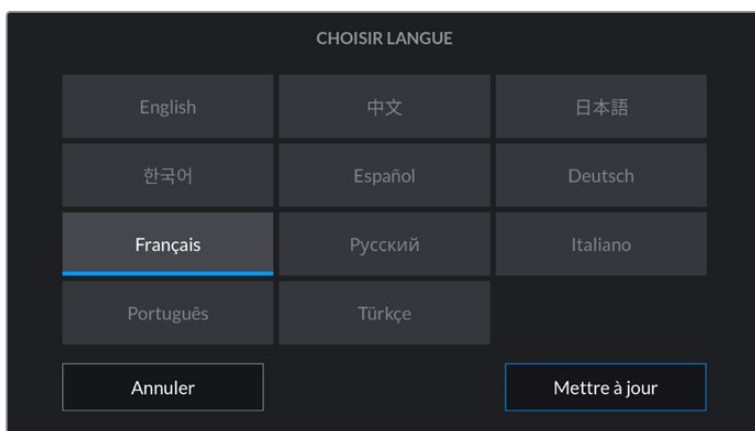 CHOISIR LANGUE
English
中文
日本語
한국어
Español
Deutsch
Français
Русский
Italiano
Português
Türkçe
Annuler
Mettre à jour